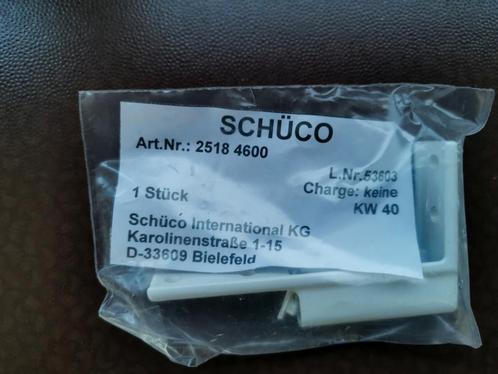 SCHÜCO
Art.Nr.: 2518 4600
L.Nr.53603
1 Stück
Charge: keine
KW 40
Schüco International KG
Karolinenstraße 1-15
D-33609 Bielefeld